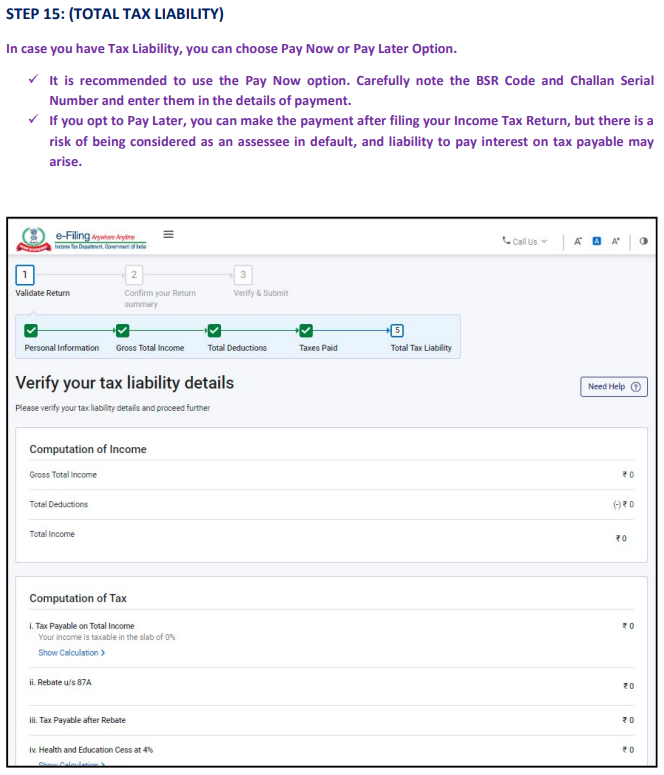 STEP 15: (TOTAL TAX LIABILITY)
In case you have Tax Liability, you can choose Pay Now or Pay Later Option.
✓ It is recommended to use the Pay Now option. Carefully note the BSR Code and Challan Serial
Number and enter them in the details of payment.
✓ If you opt to Pay Later, you can make the payment after filing your Income Tax Return, but there is a
risk of being considered as an assessee in default, and liability to pay interest on tax payable may
arise.
e-Filing Anywhere Anytime
Income Tax Department, Government of India
Call Us
A- A A+
1 2 3
Validate Return Confirm your Return Verify & Submit
summary
5
Personal Information Gross Total Income Total Deductions Taxes Paid Total Tax Liability
Verify your tax liability details
Need Help ?
Please verify your tax liability details and proceed further
Computation of Income
Gross Total Income ₹ 0
Total Deductions (-) ₹ 0
Total Income ₹ 0
Computation of Tax
i. Tax Payable on Total Income ₹ 0
Your income is taxable in the slab of 0%
Show Calculation >
ii. Rebate u/s 87A ₹ 0
iii. Tax Payable after Rebate ₹ 0
iv. Health and Education Cess at 4% ₹ 0
Show Calculation >